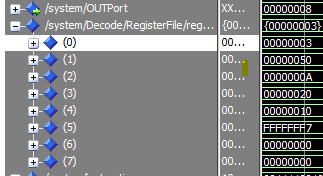 /system/OUTPort XX... 00000008
/system/Decode/RegisterFile/reg... {00... {00000003}
(0) 00... 00000003
(1) 00... 00000050
(2) 00... 0000000A
(3) 00... 00000020
(4) 00... 00000010
(5) 00... FFFFFFF7
(6) 00... 00000000
(7) 00... 00000000